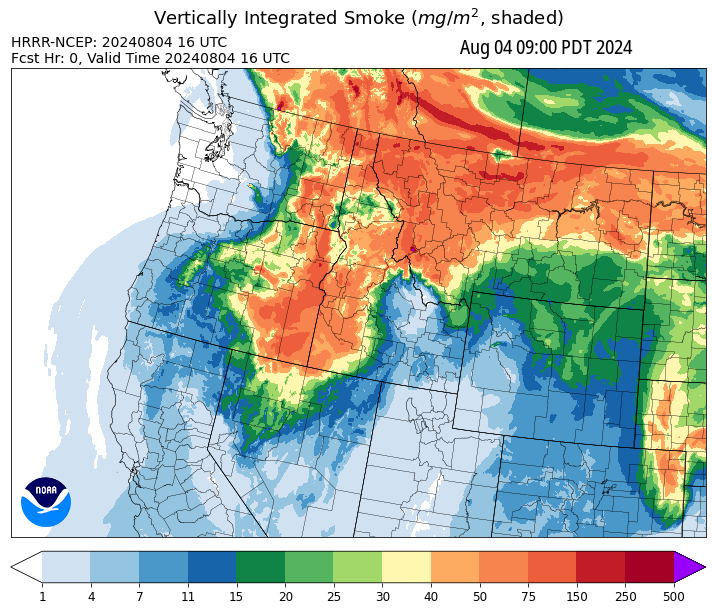 Vertically Integrated Smoke (mg/m², shaded)
HRRR-NCEP: 20240804 16 UTC
Aug 04 09:00 PDT 2024
Fcst Hr: 0, Valid Time 20240804 16 UTC
NOAA
1 4 7 11 15 20 25 30 40 50 75 150 250 500